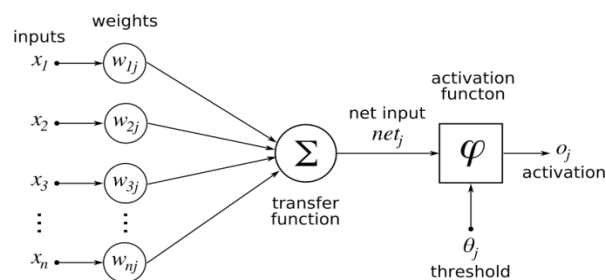 inputs
weights
x1
w1j
x2
w2j
x3
w3j
xn
wnj
Σ
transfer
function
net input
netj
activation
functon
φ
oj
activation
θj
threshold